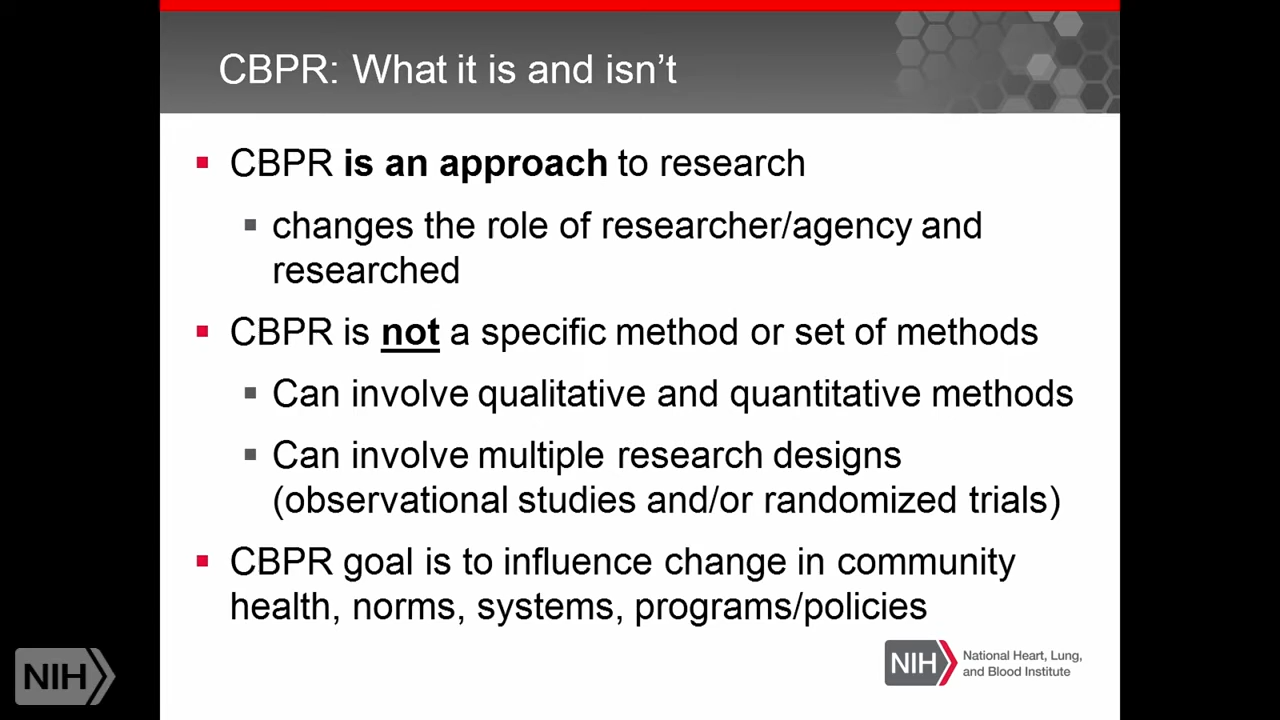 CBPR: What it is and isn’t
CBPR is an approach to research
changes the role of researcher/agency and
researched
CBPR is not a specific method or set of methods
Can involve qualitative and quantitative methods
Can involve multiple research designs
(observational studies and/or randomized trials)
CBPR goal is to influence change in community
health, norms, systems, programs/policies
NIH
National Heart, Lung,
and Blood Institute
NIH